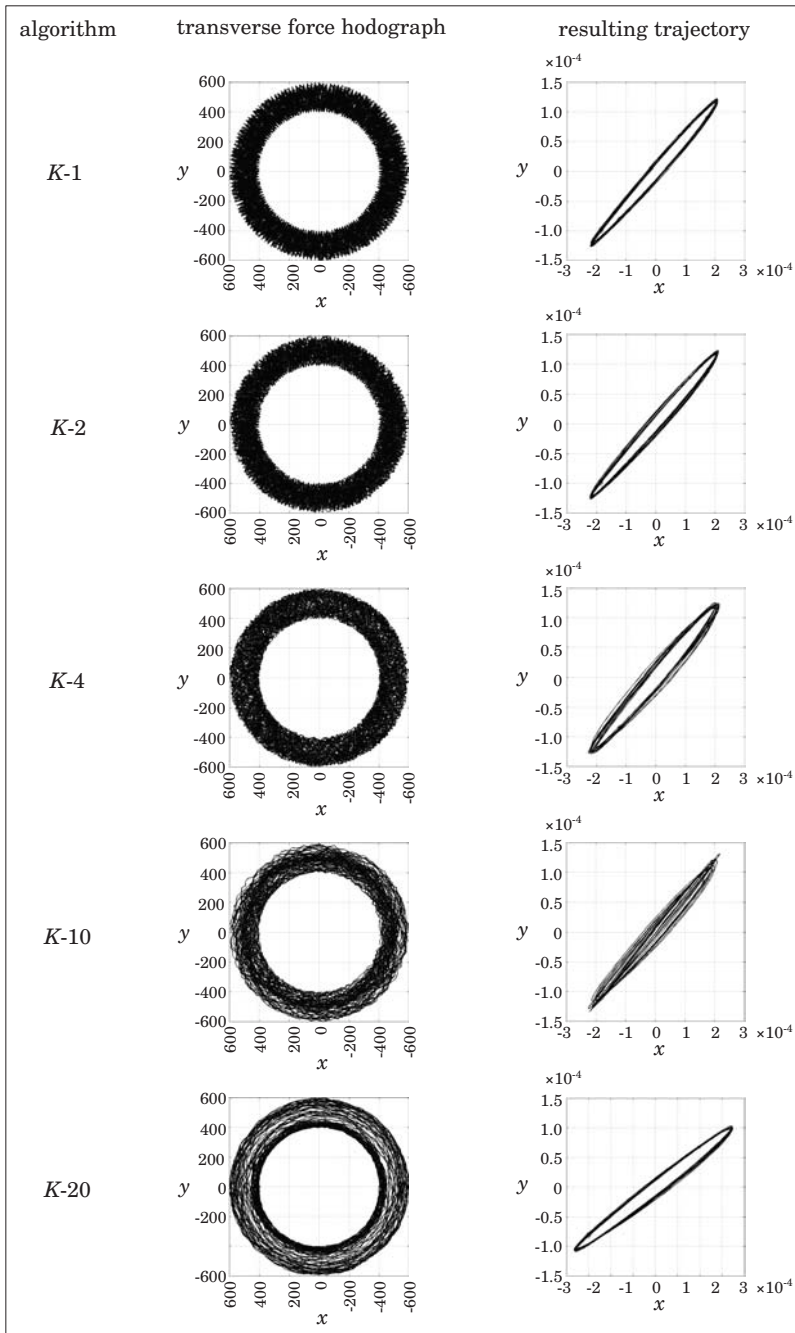 algorithm transverse force hodograph resulting trajectory
×10⁻⁴
K-1
y
600
400
200
0
-200
-400
-600
600 400 200 0 -200 -400 -600
x
y
1.5
1.0
0.5
0
-0.5
-1.0
1.5
-3 -2 -1 0 1 2 3 ×10⁻⁴
x
×10⁻⁴
K-2
y
600
400
200
0
-200
-400
-600
600 400 200 0 -200 -400 -600
x
y
1.5
1.0
0.5
0
-0.5
-1.0
1.5
-3 -2 -1 0 1 2 3 ×10⁻⁴
x
×10⁻⁴
K-4
y
600
400
200
0
-200
-400
-600
600 400 200 0 -200 -400 -600
x
y
1.5
1.0
0.5
0
-0.5
-1.0
1.5
-3 -2 -1 0 1 2 3 ×10⁻⁴
x
×10⁻⁴
K-10
y
600
400
200
0
-200
-400
-600
600 400 200 0 -200 -400 -600
x
y
1.5
1.0
0.5
0
-0.5
-1.0
1.5
-3 -2 -1 0 1 2 3 ×10⁻⁴
x
×10⁻⁴
K-20
y
600
400
200
0
-200
-400
-600
600 400 200 0 -200 -400 -600
x
y
1.5
1.0
0.5
0
-0.5
-1.0
1.5
-3 -2 -1 0 1 2 3 ×10⁻⁴
x